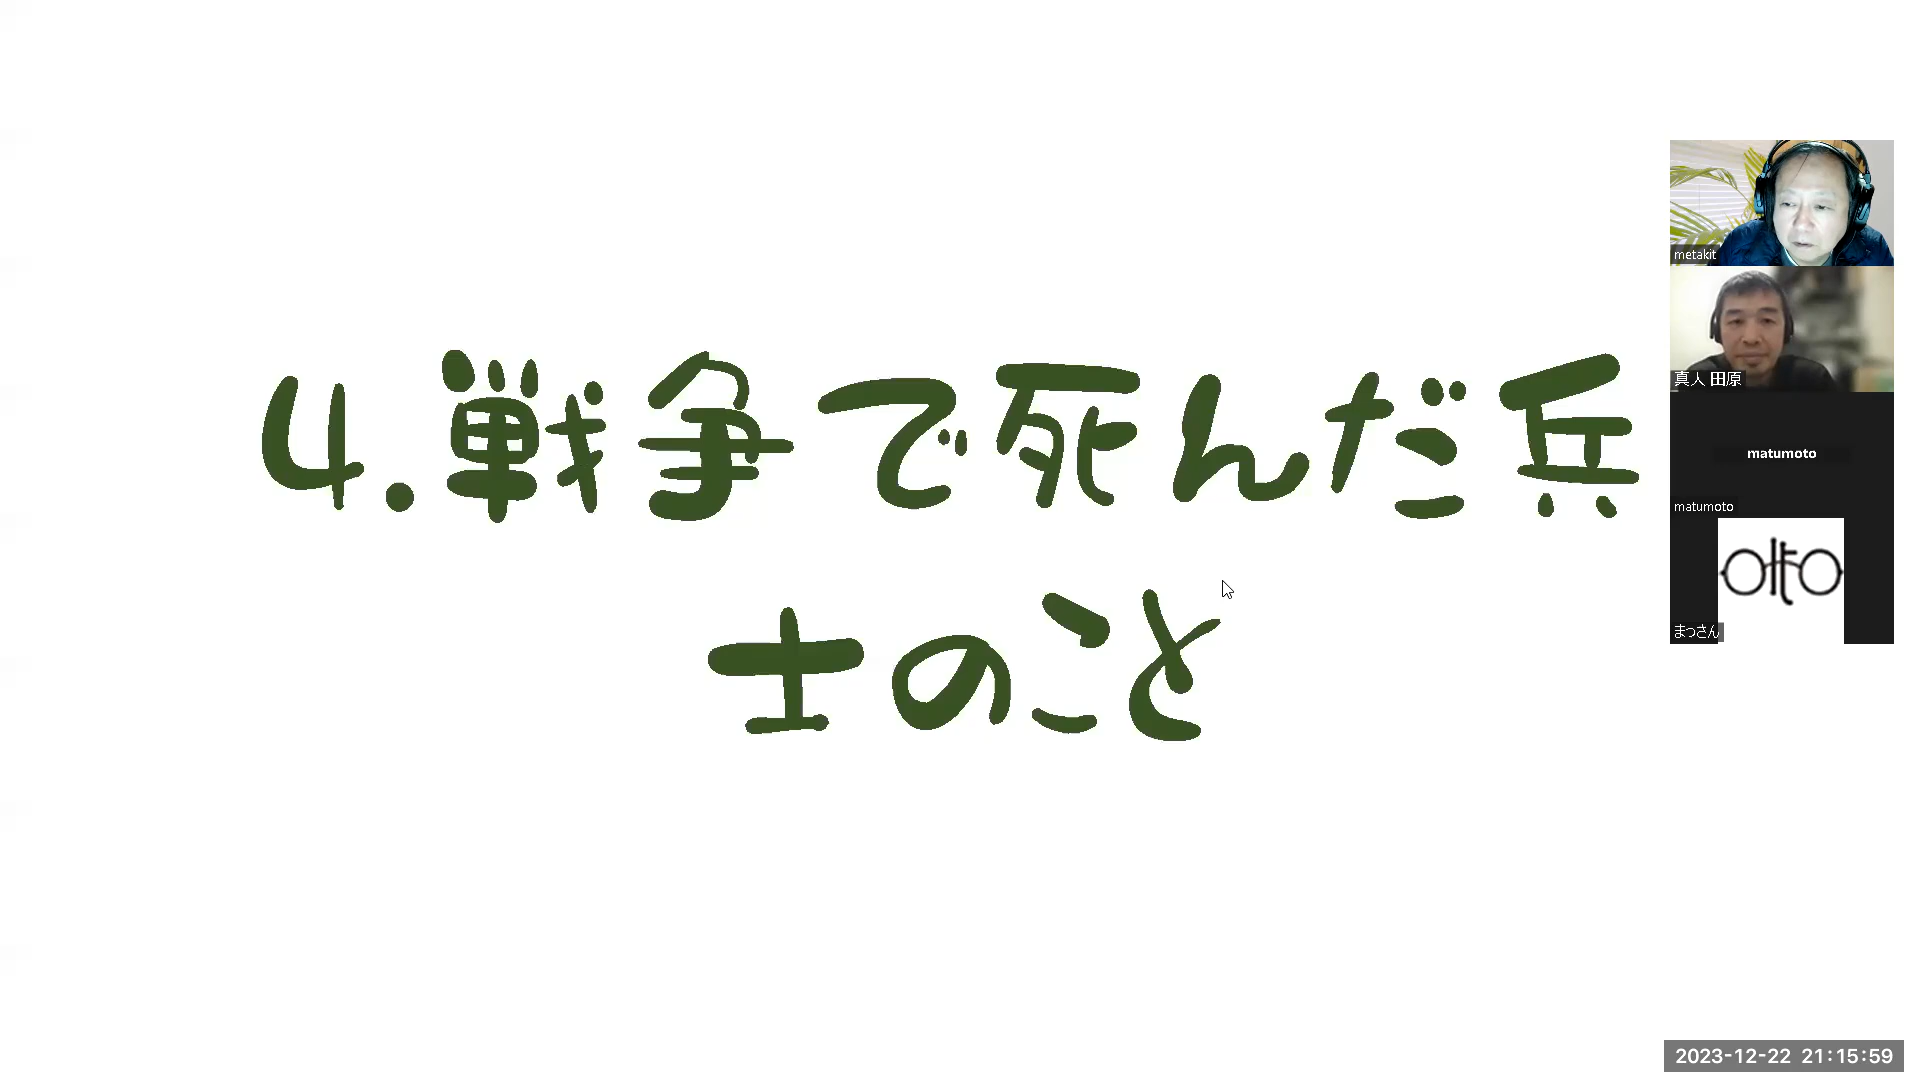 4.戦争で死んだ兵
士のこと
metakit
真人 田原
matumoto
matumoto
まっさん
2023-12-22 21:15:59